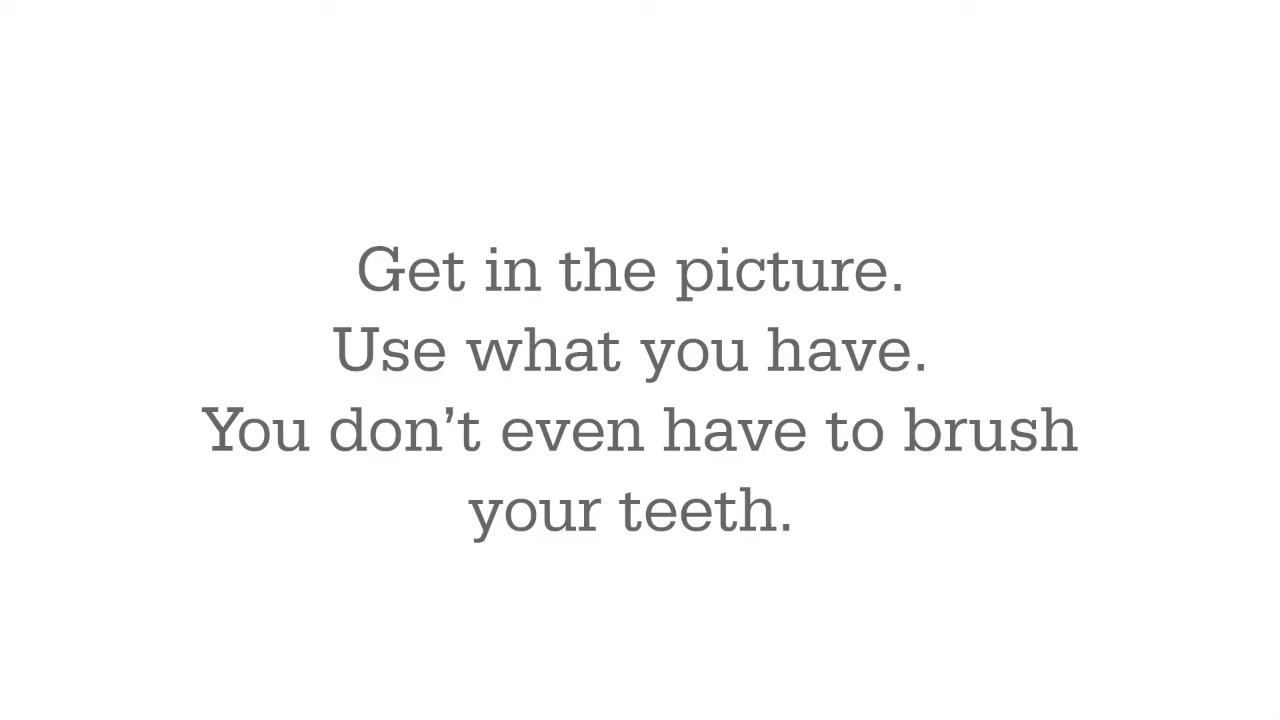 Get in the picture.
Use what you have.
You don’t even have to brush
your teeth.